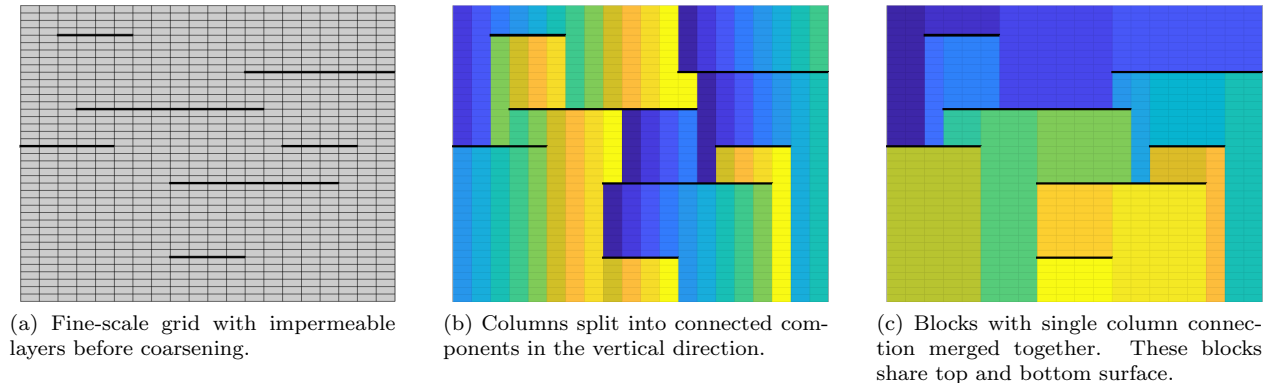 (a) Fine-scale grid with impermeable
layers before coarsening.
(b) Columns split into connected com-
ponents in the vertical direction.
(c) Blocks with single column connec-
tion merged together. These blocks
share top and bottom surface.